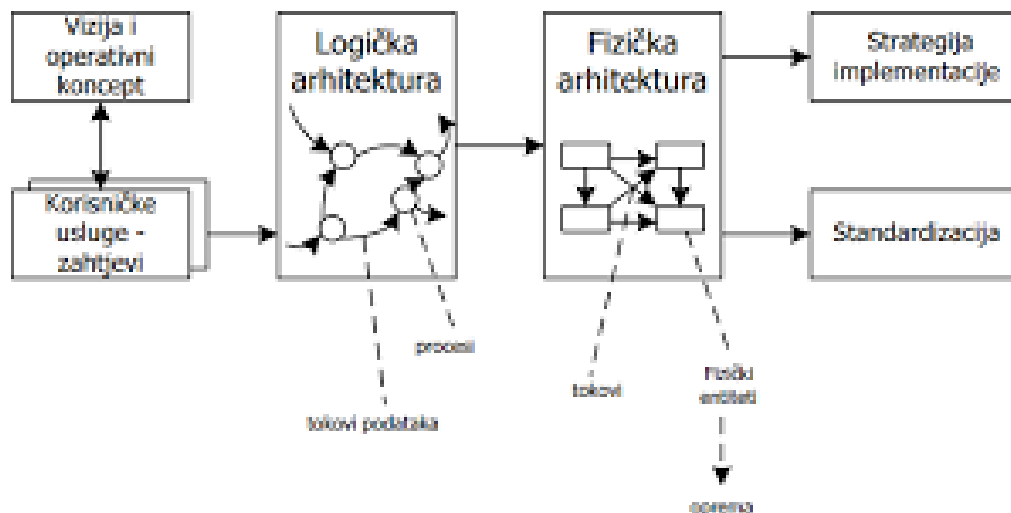 Vizija i
operativni
koncept
Korisničke
usluge -
zahtjevi
Logička
arhitektura
Fizička
arhitektura
Strategija
implementacije
Standardizacija
procesi
tokovi podataka
tokovi
Fizički
entiteti
oprema